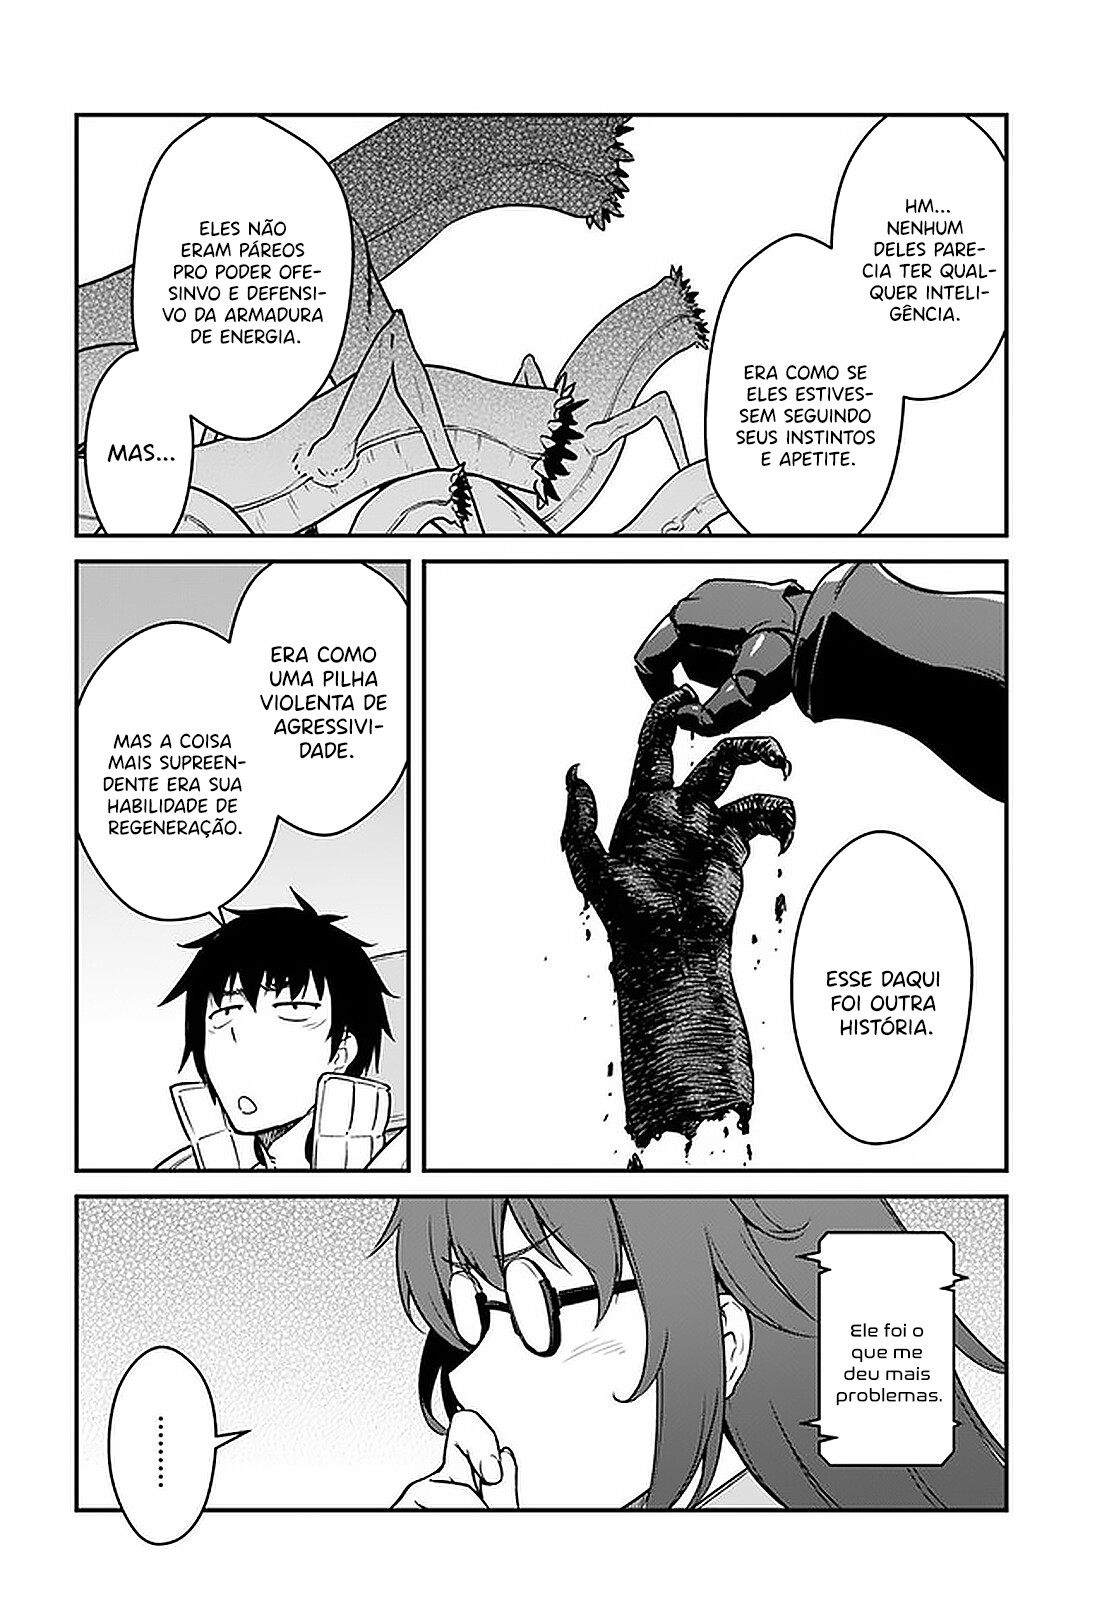 HM...
NENHUM
DELES PARE-
CIA TER QUAL-
QUER INTELI-
GÊNCIA.
ERA COMO SE
ELES ESTIVES-
SEM SEGUINDO
SEUS INSTINTOS
E APETITE.
ELES NÃO
ERAM PÁREOS
PRO PODER OFE-
SINVO E DEFENSI-
VO DA ARMADURA
DE ENERGIA.
MAS...
ESSE DAQUI
FOI OUTRA
HISTÓRIA.
ERA COMO
UMA PILHA
VIOLENTA DE
AGRESSIVI-
DADE.
MAS A COISA
MAIS SUPREEN-
DENTE ERA SUA
HABILIDADE DE
REGENERAÇÃO.
Ele foi o
que me
deu mais
problemas.
.........